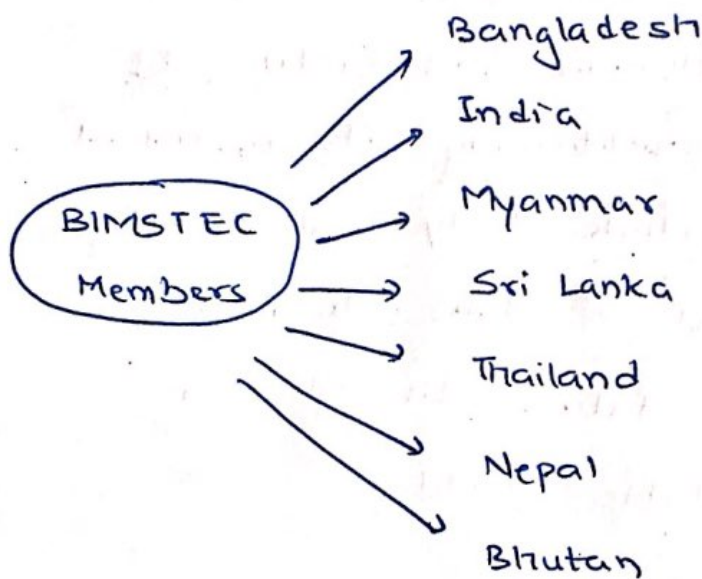 BIMSTEC
Members
Bangladesh
India
Myanmar
Sri Lanka
Thailand
Nepal
Bhutan